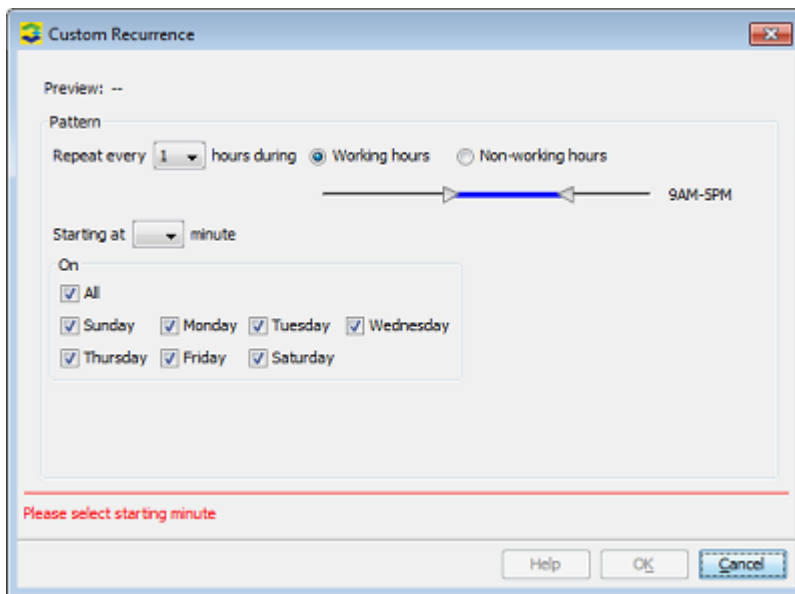 Custom Recurrence
Preview: --
Pattern
Repeat every 1 hours during Working hours Non-working hours
9AM-5PM
Starting at minute
On
All
Sunday Monday Tuesday Wednesday
Thursday Friday Saturday
Please select starting minute
Help OK Cancel